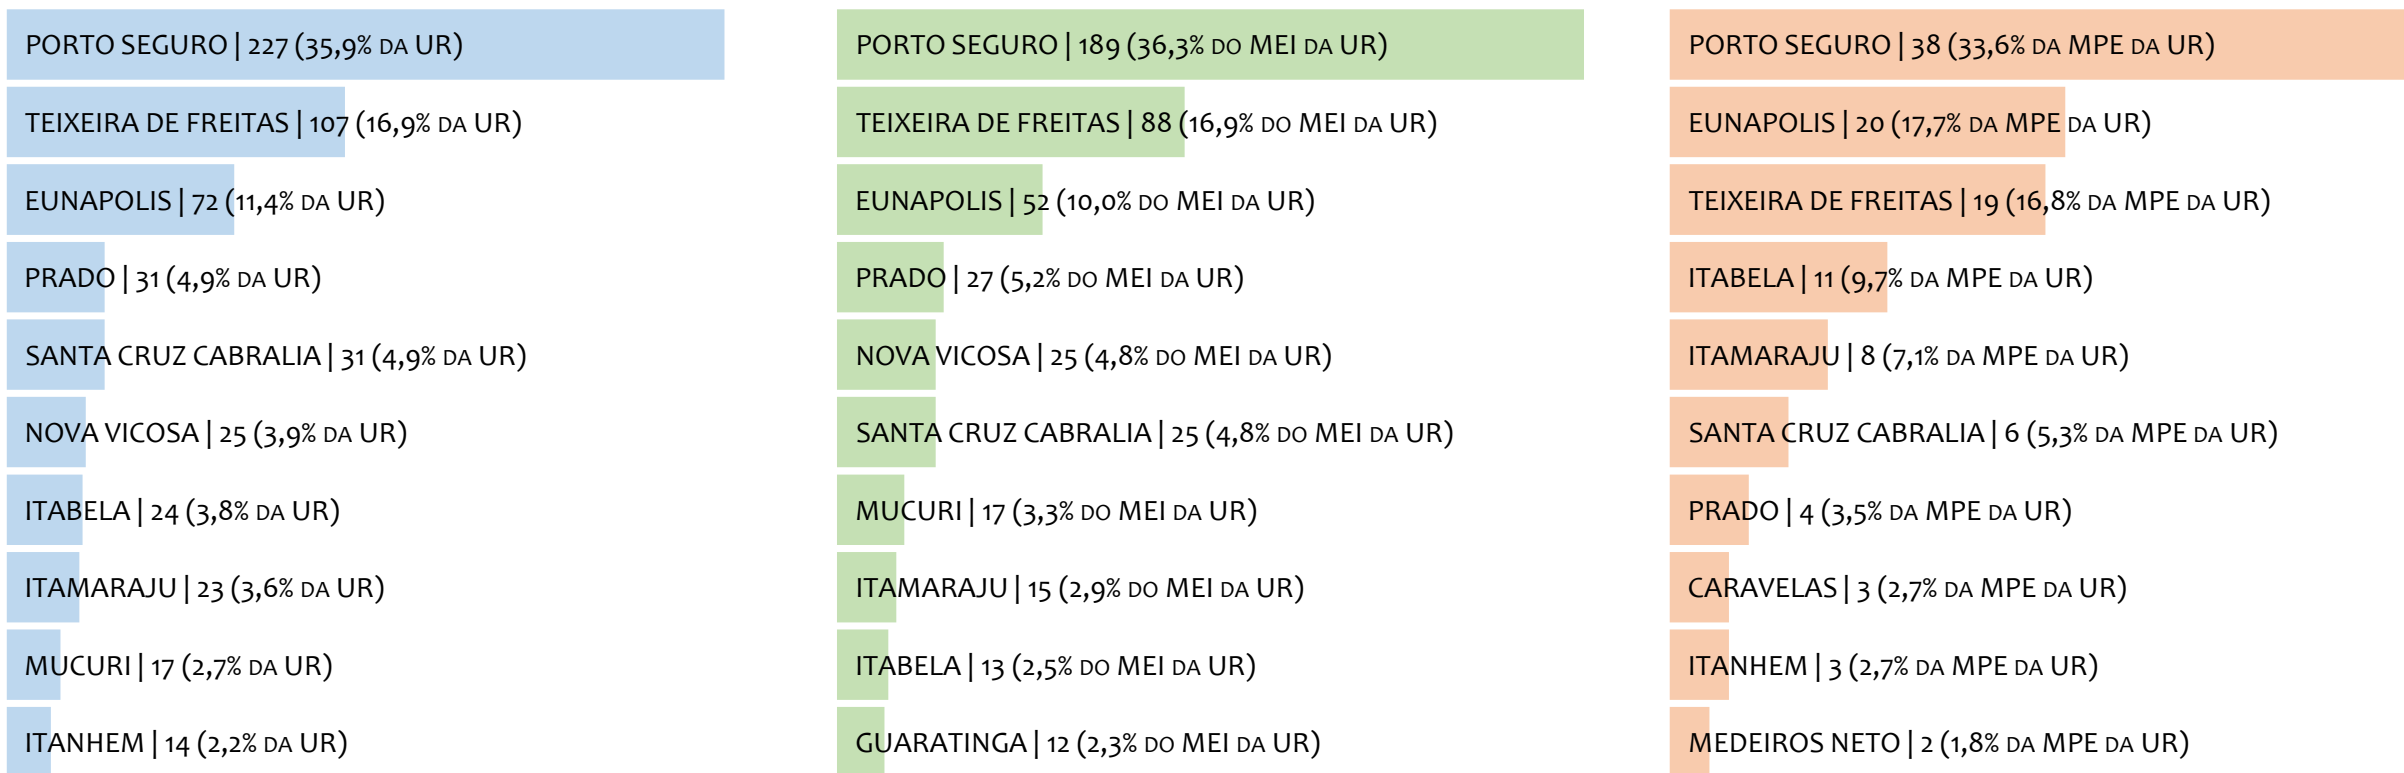 PORTO SEGURO | 227 (35,9% DA UR)
TEIXEIRA DE FREITAS | 107 (16,9% DA UR)
EUNAPOLIS | 72 (11,4% DA UR)
PRADO | 31 (4,9% DA UR)
SANTA CRUZ CABRALIA | 31 (4,9% DA UR)
NOVA VICOSA | 25 (3,9% DA UR)
ITABELA | 24 (3,8% DA UR)
ITAMARAJU | 23 (3,6% DA UR)
MUCURI | 17 (2,7% DA UR)
ITANHEM | 14 (2,2% DA UR)
PORTO SEGURO | 189 (36,3% DO MEI DA UR)
TEIXEIRA DE FREITAS | 88 (16,9% DO MEI DA UR)
EUNAPOLIS | 52 (10,0% DO MEI DA UR)
PRADO | 27 (5,2% DO MEI DA UR)
NOVA VICOSA | 25 (4,8% DO MEI DA UR)
SANTA CRUZ CABRALIA | 25 (4,8% DO MEI DA UR)
MUCURI | 17 (3,3% DO MEI DA UR)
ITAMARAJU | 15 (2,9% DO MEI DA UR)
ITABELA | 13 (2,5% DO MEI DA UR)
GUARATINGA | 12 (2,3% DO MEI DA UR)
PORTO SEGURO | 38 (33,6% DA MPE DA UR)
EUNAPOLIS | 20 (17,7% DA MPE DA UR)
TEIXEIRA DE FREITAS | 19 (16,8% DA MPE DA UR)
ITABELA | 11 (9,7% DA MPE DA UR)
ITAMARAJU | 8 (7,1% DA MPE DA UR)
SANTA CRUZ CABRALIA | 6 (5,3% DA MPE DA UR)
PRADO | 4 (3,5% DA MPE DA UR)
CARAVELAS | 3 (2,7% DA MPE DA UR)
ITANHEM | 3 (2,7% DA MPE DA UR)
MEDEIROS NETO | 2 (1,8% DA MPE DA UR)